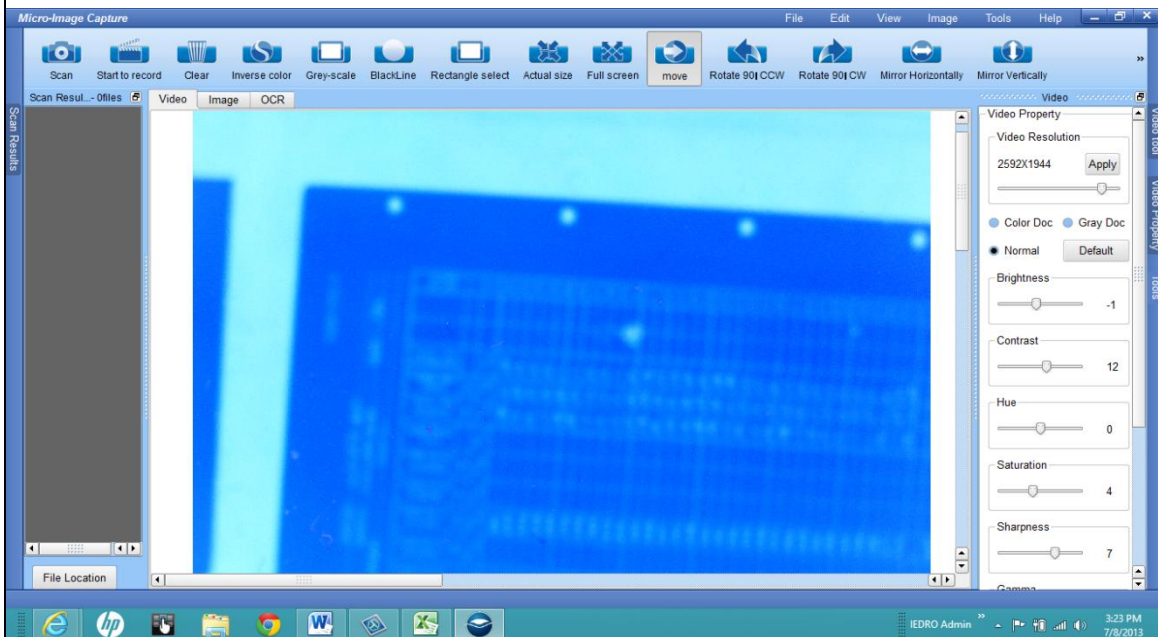 Micro-Image Capture
File Edit View Image Tools Help
Scan Start to record Clear Inverse color Grey-scale BlackLine Rectangle select Actual size Full screen move Rotate 90| CCW Rotate 90| CW Mirror Horizontally Mirror Vertically »
Scan Resul...- 0files
Video Image OCR
Video
Scan Results
Video tool
Video Property
Tools
Video Property
Video Resolution
2592X1944 Apply
Color Doc Gray Doc
Normal Default
Brightness
-1
Contrast
12
Hue
0
Saturation
4
Sharpness
7
Gamma
File Location
IEDRO Admin »
3:23 PM
7/8/2013